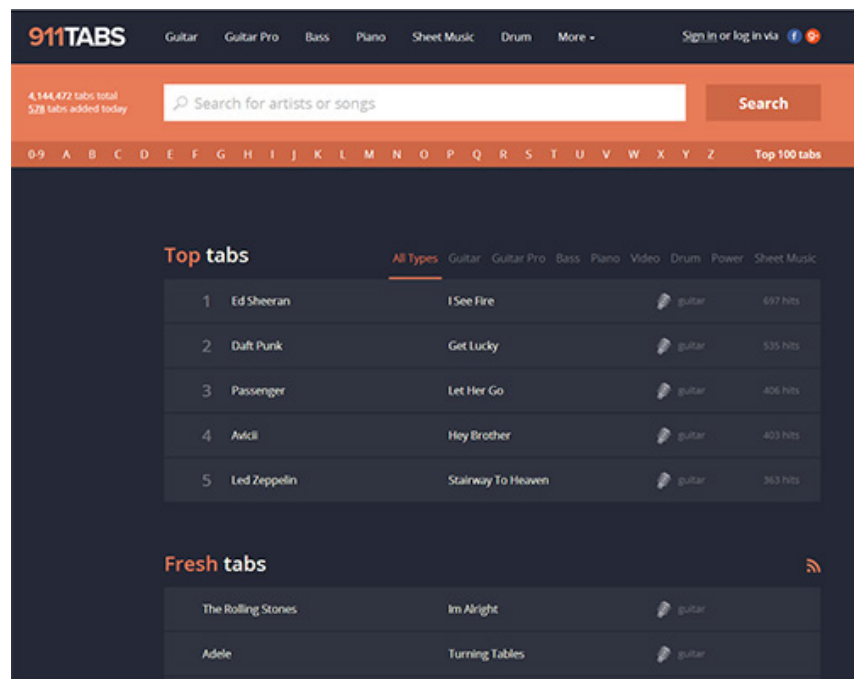 911TABS Guitar Guitar Pro Bass Piano Sheet Music Drum More Sign in or log in via f g+
4,144,472 tabs total
578 tabs added today
Search for artists or songs
Search
0-9 A B C D E F G H I J K L M N O P Q R S T U V W X Y Z Top 100 tabs
Top tabs All Types Guitar Guitar Pro Bass Piano Video Drum Power Sheet Music
1 Ed Sheeran I See Fire guitar 697 hits
2 Daft Punk Get Lucky guitar 535 hits
3 Passenger Let Her Go guitar 406 hits
4 Avicii Hey Brother guitar 403 hits
5 Led Zeppelin Stairway To Heaven guitar 363 hits
Fresh tabs
The Rolling Stones Im Alright guitar
Adele Turning Tables guitar